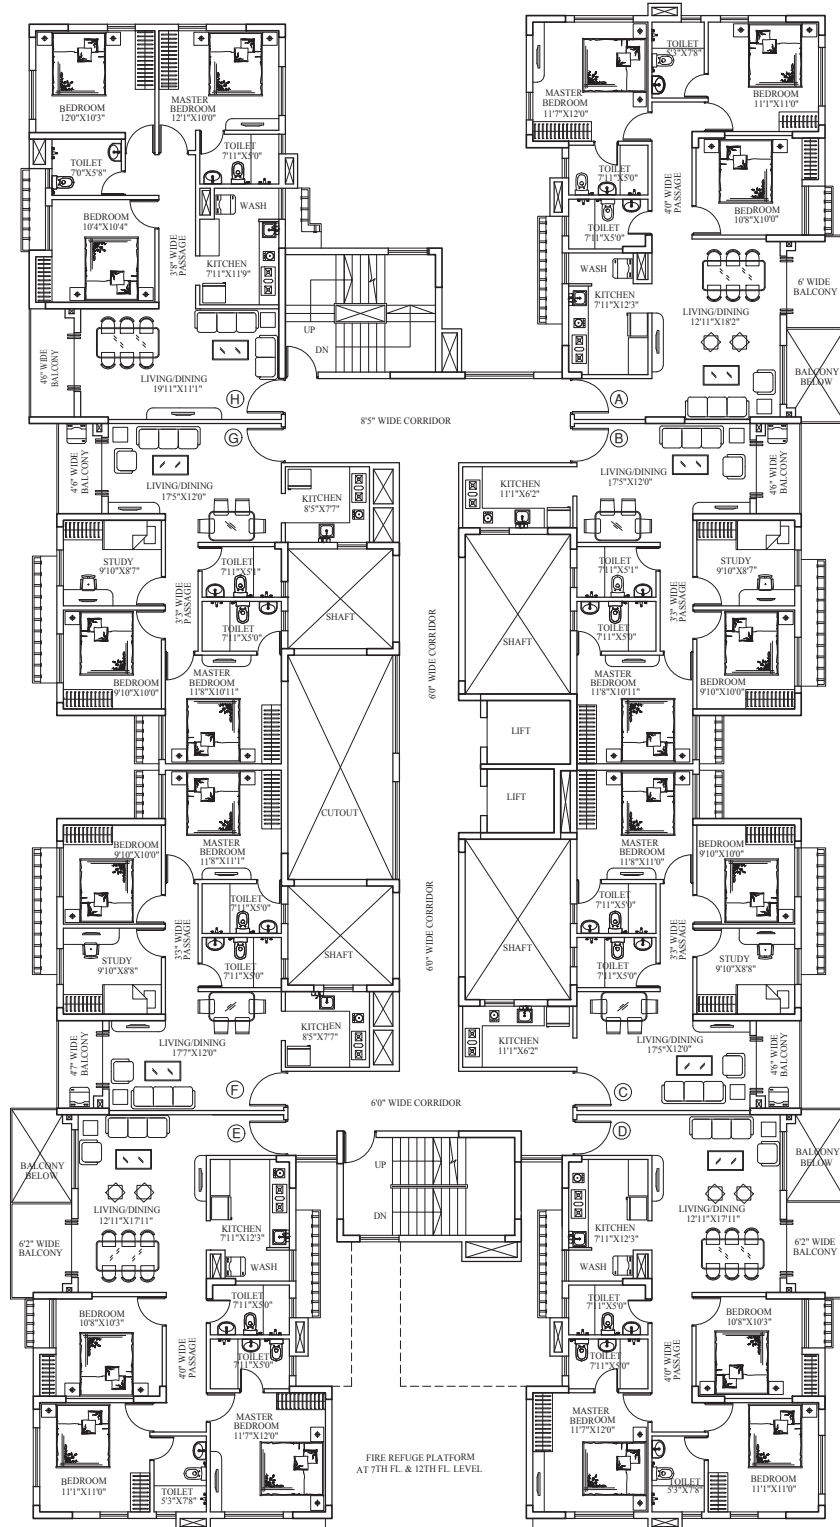 BEDROOM
12'0"X10'3"
MASTER
BEDROOM
12'1"X10'0"
TOILET
7'0"X5'8"
TOILET
7'11"X5'0"
WASH
BEDROOM
10'4"X10'4"
3'8" WIDE
PASSAGE
KITCHEN
7'11"X11'9"
4'6" WIDE
BALCONY
LIVING/DINING
19'11"X11'1"
H
UP
DN
TOILET
5'3"X7'8"
MASTER
BEDROOM
11'7"X12'0"
BEDROOM
11'1"X11'0"
TOILET
7'11"X5'0"
4'0" WIDE
PASSAGE
BEDROOM
10'8"X10'0"
TOILET
7'11"X5'0"
WASH
KITCHEN
7'11"X12'3"
6' WIDE
BALCONY
LIVING/DINING
12'11"X18'2"
BALCONY
BELOW
A
8'5" WIDE CORRIDOR
G
4'6" WIDE
BALCONY
LIVING/DINING
17'5"X12'0"
KITCHEN
8'5"X7'7"
STUDY
9'10"X8'7"
TOILET
7'11"X5'1"
3'3" WIDE
PASSAGE
TOILET
7'11"X5'0"
SHAFT
BEDROOM
9'10"X10'0"
MASTER
BEDROOM
11'8"X10'11"
6'0" WIDE CORRIDOR
B
KITCHEN
11'1"X6'2"
LIVING/DINING
17'5"X12'0"
4'6" WIDE
BALCONY
TOILET
7'11"X5'1"
STUDY
9'10"X8'7"
SHAFT
TOILET
7'11"X5'0"
3'3" WIDE
PASSAGE
MASTER
BEDROOM
11'8"X10'11"
BEDROOM
9'10"X10'0"
LIFT
LIFT
CUTOUT
BEDROOM
9'10"X10'0"
MASTER
BEDROOM
11'8"X11'1"
TOILET
7'11"X5'0"
3'3" WIDE
PASSAGE
STUDY
9'10"X8'8"
TOILET
7'11"X5'0"
SHAFT
6'0" WIDE CORRIDOR
KITCHEN
8'5"X7'7"
LIVING/DINING
17'7"X12'0"
4'7" WIDE
BALCONY
F
MASTER
BEDROOM
11'8"X11'0"
BEDROOM
9'10"X10'0"
SHAFT
TOILET
7'11"X5'0"
3'3" WIDE
PASSAGE
TOILET
7'11"X5'0"
STUDY
9'10"X8'8"
KITCHEN
11'1"X6'2"
LIVING/DINING
17'5"X12'0"
4'6" WIDE
BALCONY
C
6'0" WIDE CORRIDOR
E
BALCONY
BELOW
LIVING/DINING
12'11"X17'11"
6'2" WIDE
BALCONY
KITCHEN
7'11"X12'3"
WASH
TOILET
7'11"X5'0"
BEDROOM
10'8"X10'3"
4'0" WIDE
PASSAGE
TOILET
7'11"X5'0"
MASTER
BEDROOM
11'7"X12'0"
BEDROOM
11'1"X11'0"
TOILET
5'3"X7'8"
UP
DN
D
BALCONY
BELOW
LIVING/DINING
12'11"X17'11"
6'2" WIDE
BALCONY
KITCHEN
7'11"X12'3"
WASH
TOILET
7'11"X5'0"
BEDROOM
10'8"X10'3"
4'0" WIDE
PASSAGE
TOILET
7'11"X5'0"
MASTER
BEDROOM
11'7"X12'0"
TOILET
5'3"X7'8"
BEDROOM
11'1"X11'0"
FIRE REFUGE PLATFORM
AT 7TH FL. & 12TH FL. LEVEL